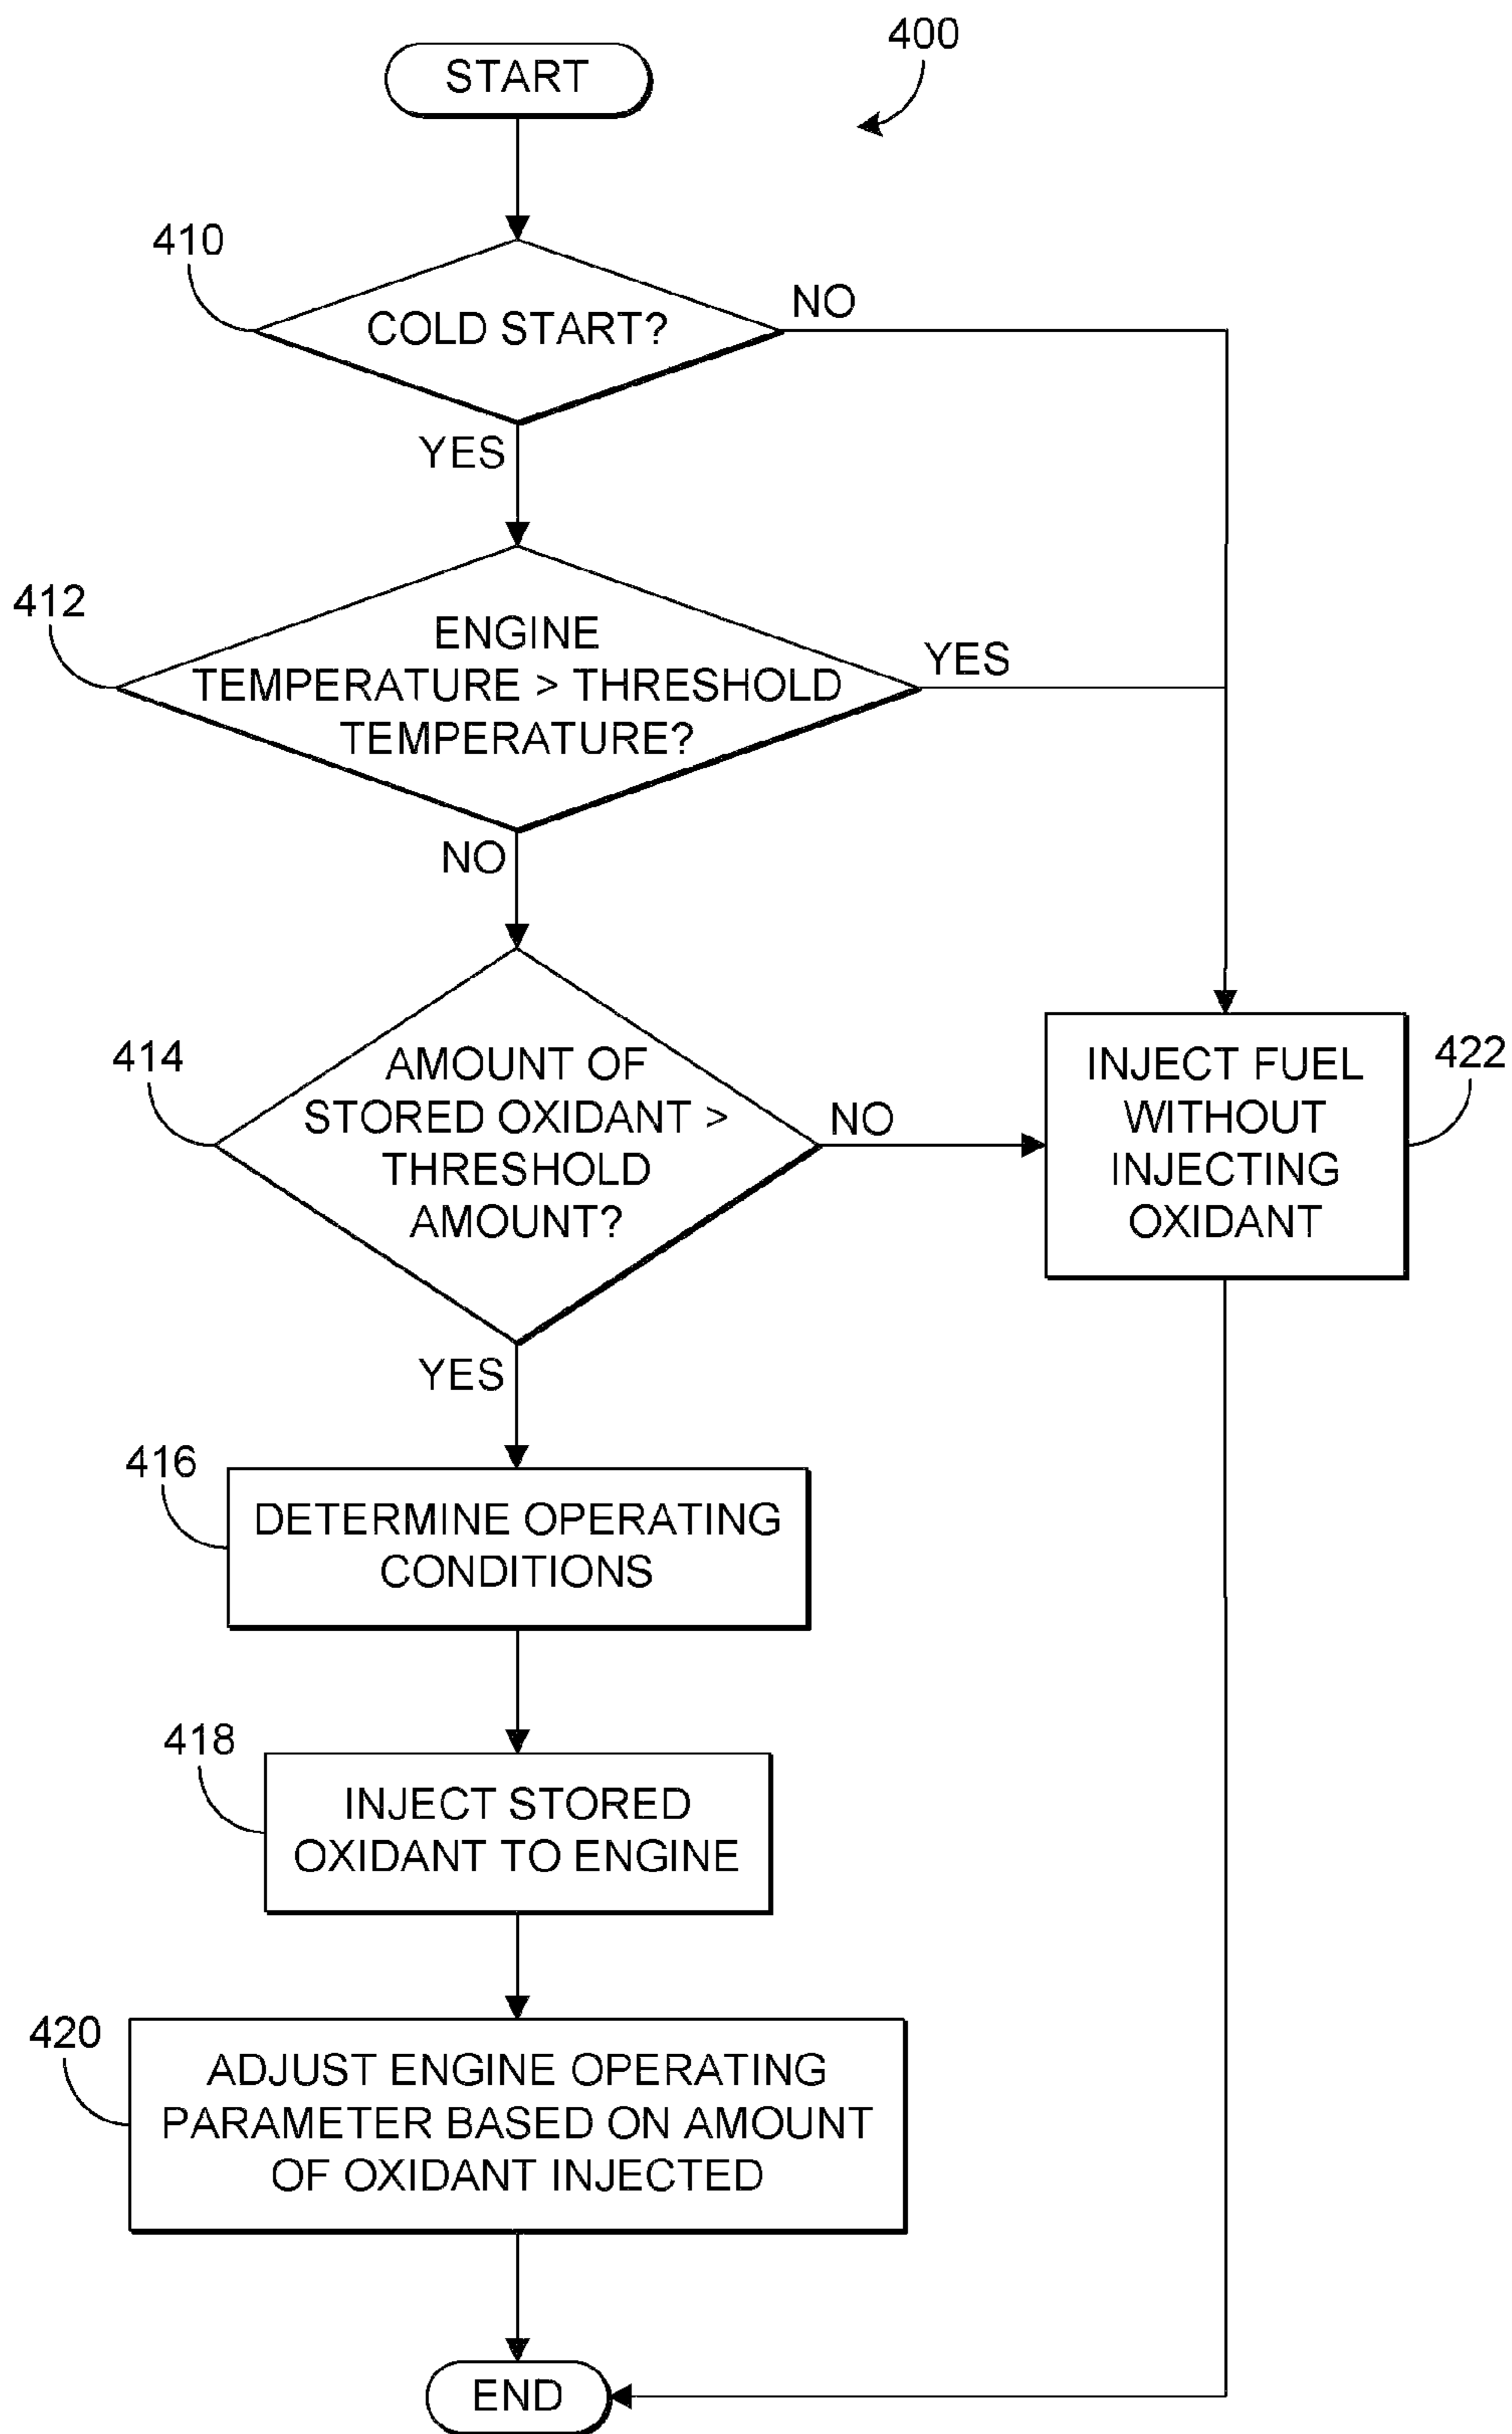 400
START
410
COLD START?
NO
YES
412
ENGINE
TEMPERATURE > THRESHOLD
TEMPERATURE?
YES
NO
414
AMOUNT OF
STORED OXIDANT >
THRESHOLD
AMOUNT?
NO
INJECT FUEL
WITHOUT
INJECTING
OXIDANT
422
YES
416
DETERMINE OPERATING
CONDITIONS
418
INJECT STORED
OXIDANT TO ENGINE
420
ADJUST ENGINE OPERATING
PARAMETER BASED ON AMOUNT
OF OXIDANT INJECTED
END